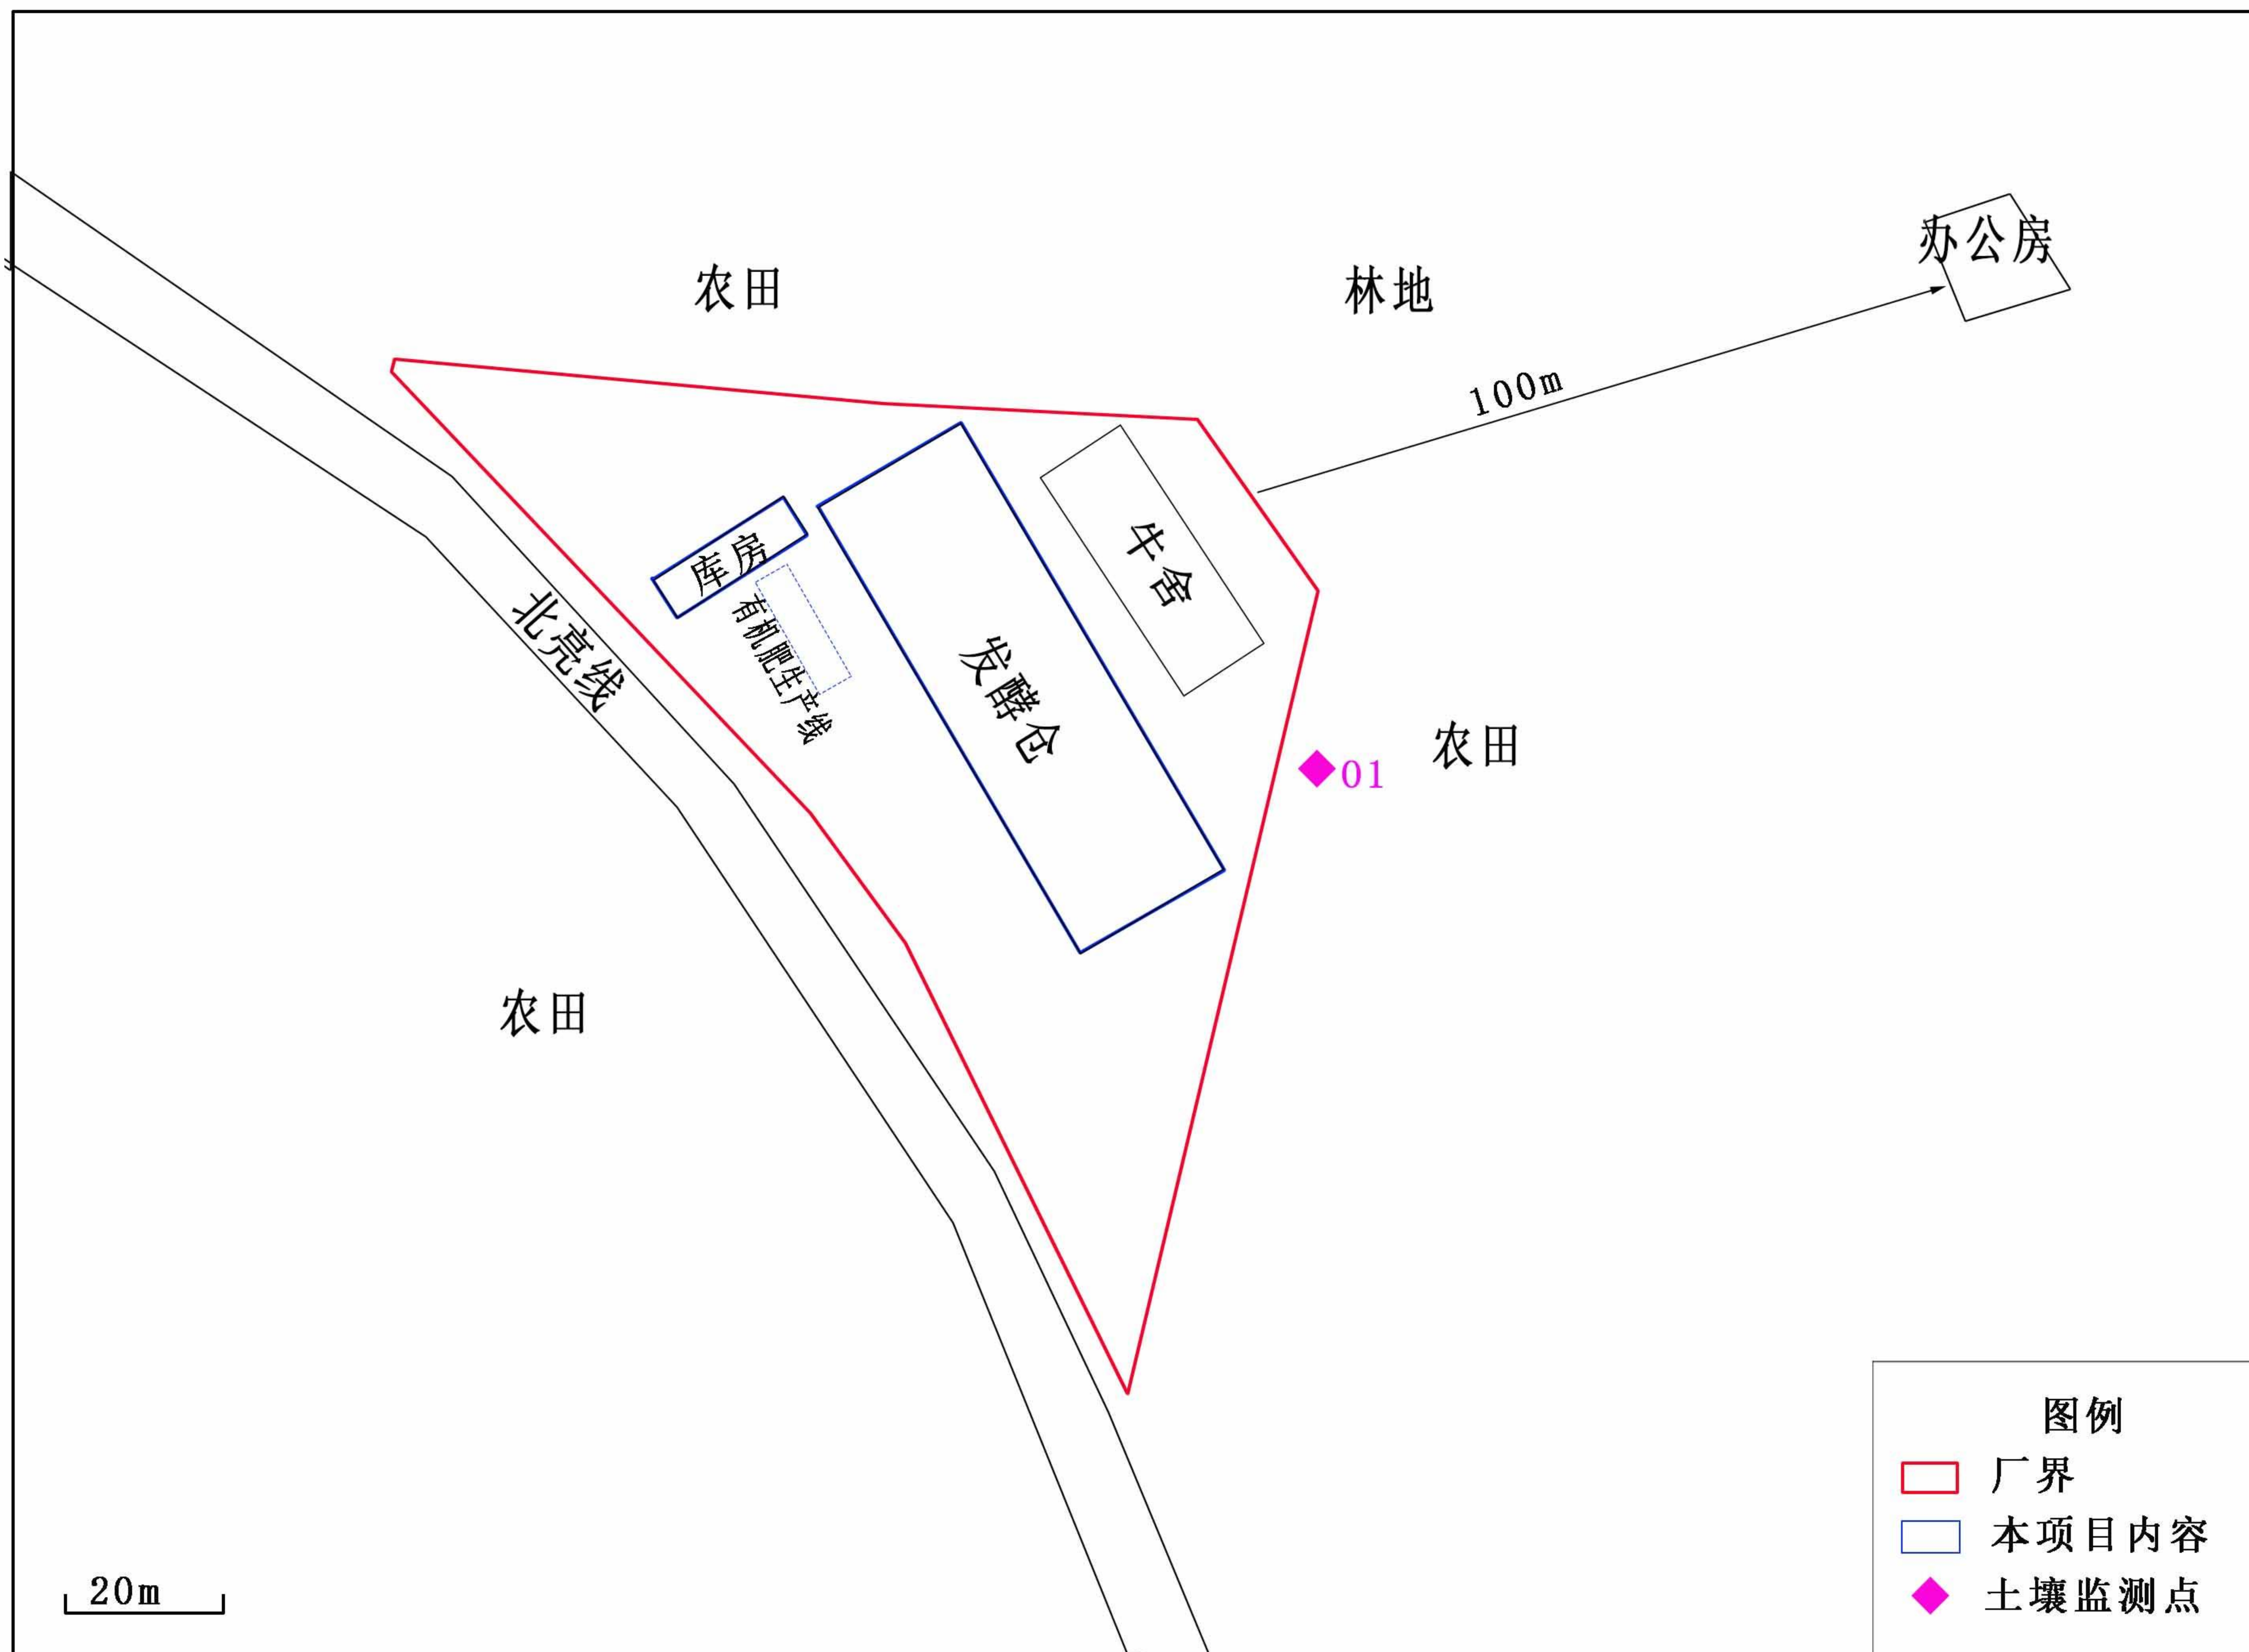 办公房
农田
林地
100m
库房
牛舍
有机肥生产线
北亮线
发酵仓
农田
01
农田
图例
厂界
本项目内容
20m
土壤监测点